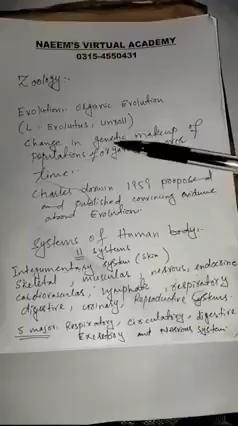 NAEEM'S VIRTUAL ACADEMY
0315-4550431
Zoology:-
Evolution: Organic Evolution
(L. Evolutus, unroll)
Change in genetic makeup of
populations of over
time.
Charles darwin 1959 proposed
and published convincing evidence
about Evolution.
Systems of Human body:-
11 systems
Integumentary system (skin)
Skeletal, muscular, nervous, endocrine
cardiovascular, lymphatic, respiratory
digestive, urinary, Reproductive systems.
5 major: Respiratory, circulatory, digestive,
Excretory and Nervous system.